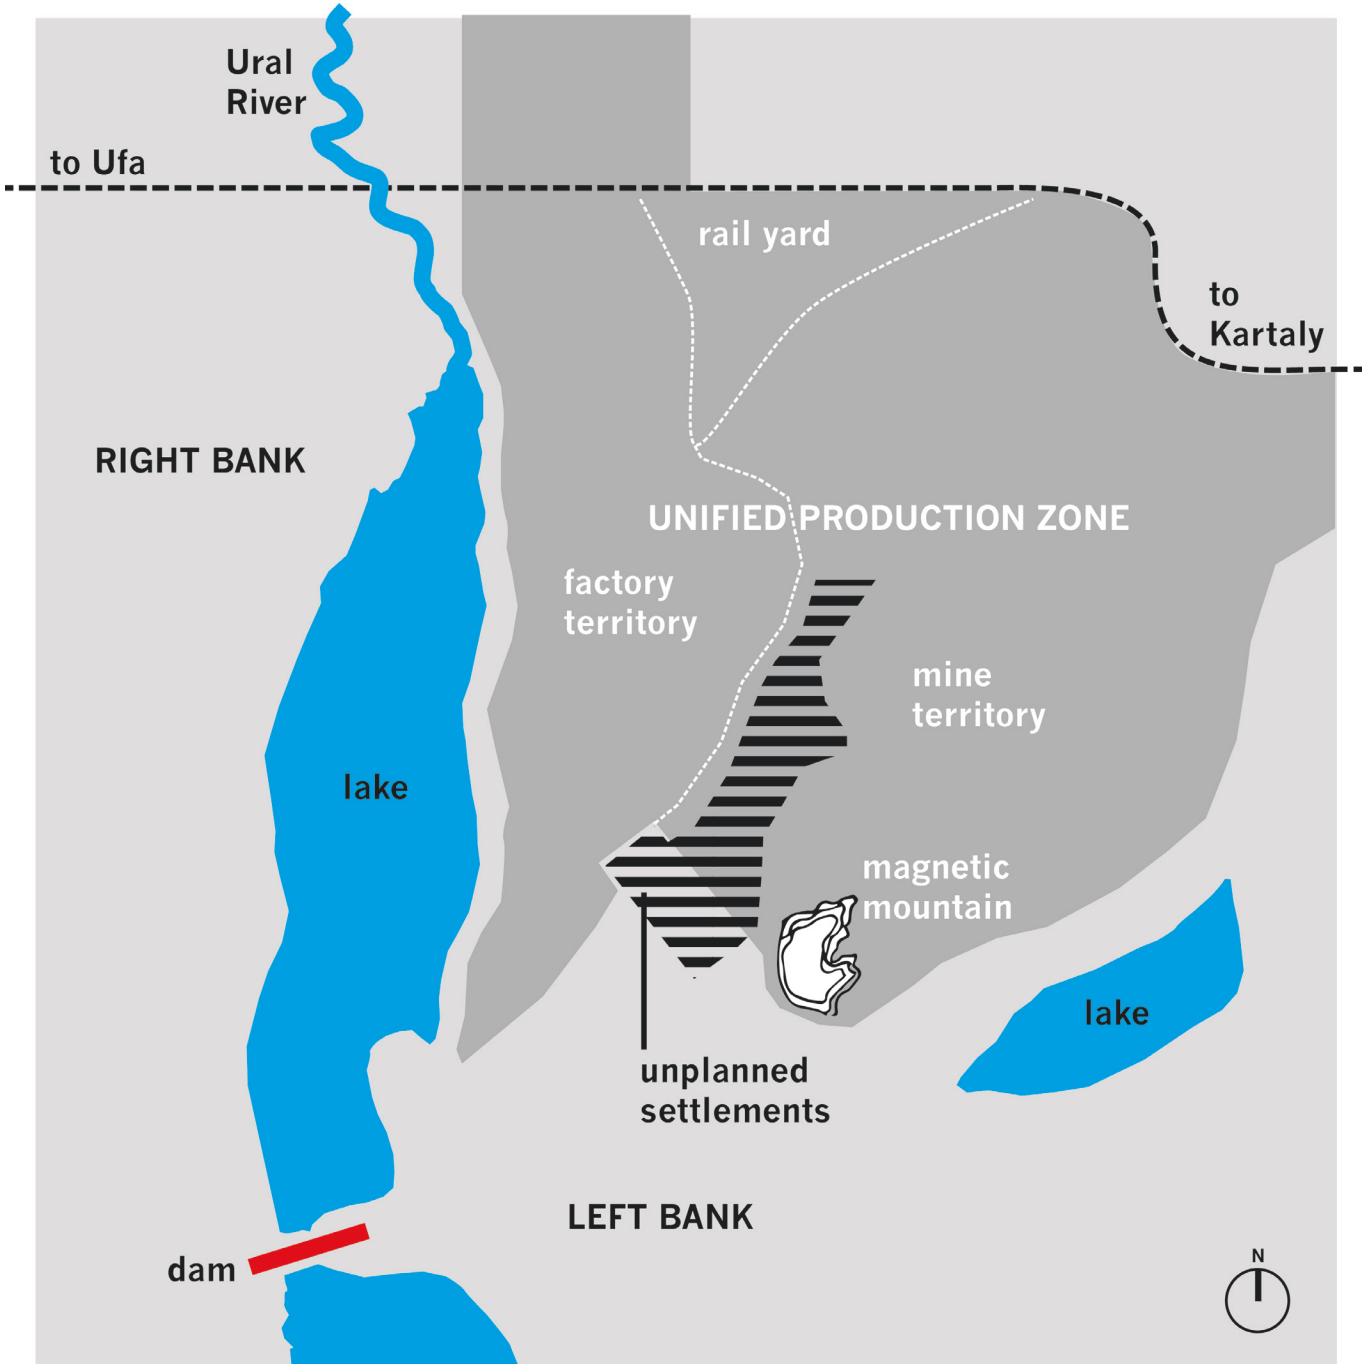 Ural
River
to Ufa
rail yard
to
Kartaly
RIGHT BANK
UNIFIED PRODUCTION ZONE
factory
territory
mine
territory
lake
magnetic
mountain
lake
unplanned
settlements
LEFT BANK
dam
N